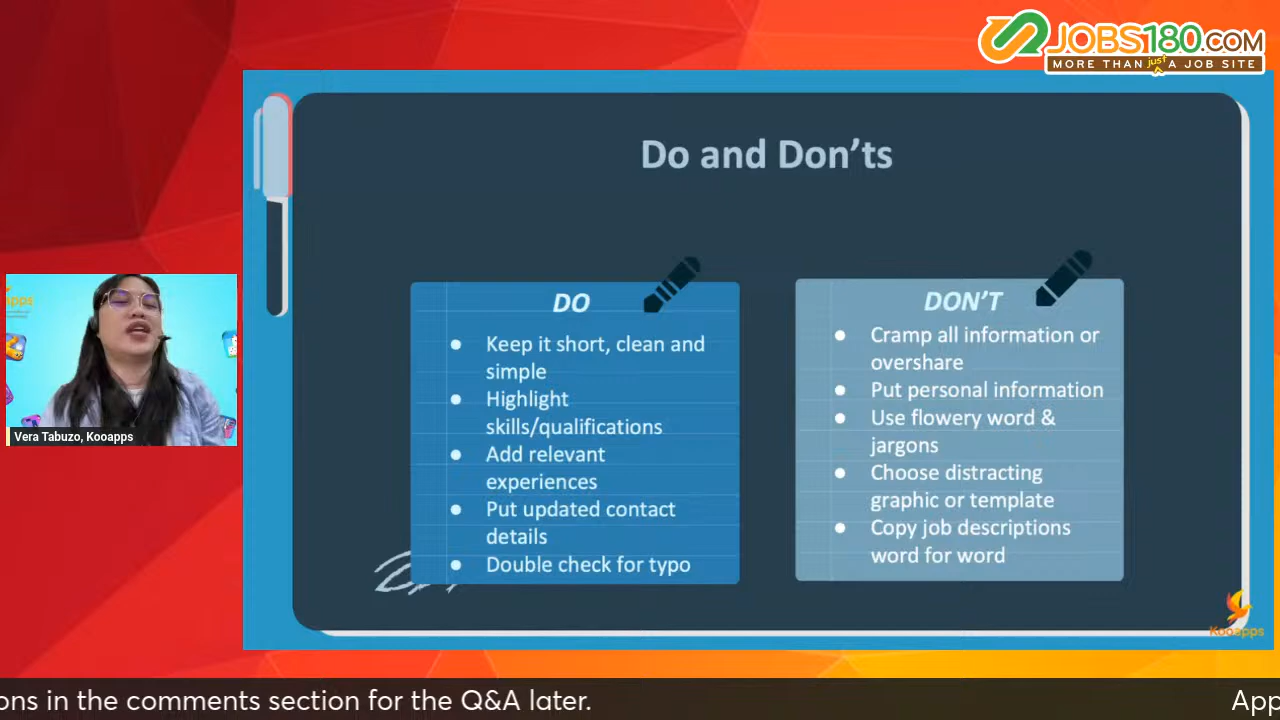 JOBS180.COM
MORE THAN just A JOB SITE
Do and Don'ts
DO
Keep it short, clean and
simple
Highlight
skills/qualifications
Add relevant
experiences
Put updated contact
details
Double check for typo
DON'T
Cramp all information or
overshare
Put personal information
Use flowery word &
jargons
Choose distracting
graphic or template
Copy job descriptions
word for word
apps
Vera Tabuzo, Kooapps
Kooapps
ons in the comments section for the Q&A later.
App